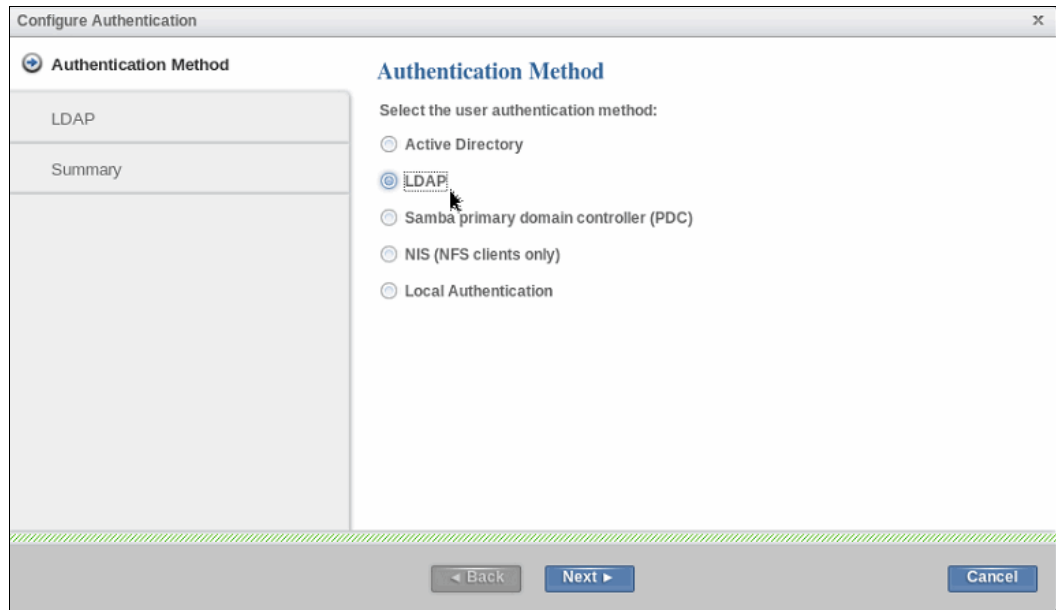 Configure Authentication x
Authentication Method
LDAP
Summary
Authentication Method
Select the user authentication method:
Active Directory
LDAP
Samba primary domain controller (PDC)
NIS (NFS clients only)
Local Authentication
◄ Back
Next ►
Cancel